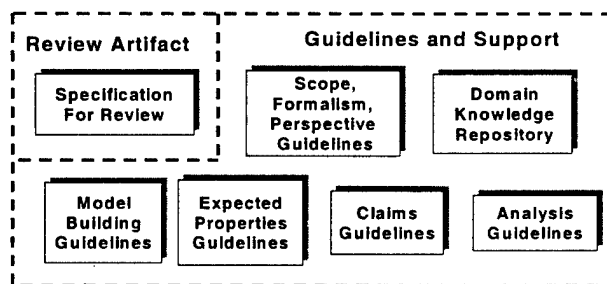 Review Artifact
Guidelines and Support
Specification
For Review
Scope,
Formalism,
Perspective
Guidelines
Domain
Knowledge
Repository
Model
Building
Guidelines
Expected
Properties
Guidelines
Claims
Guidelines
Analysis
Guidelines